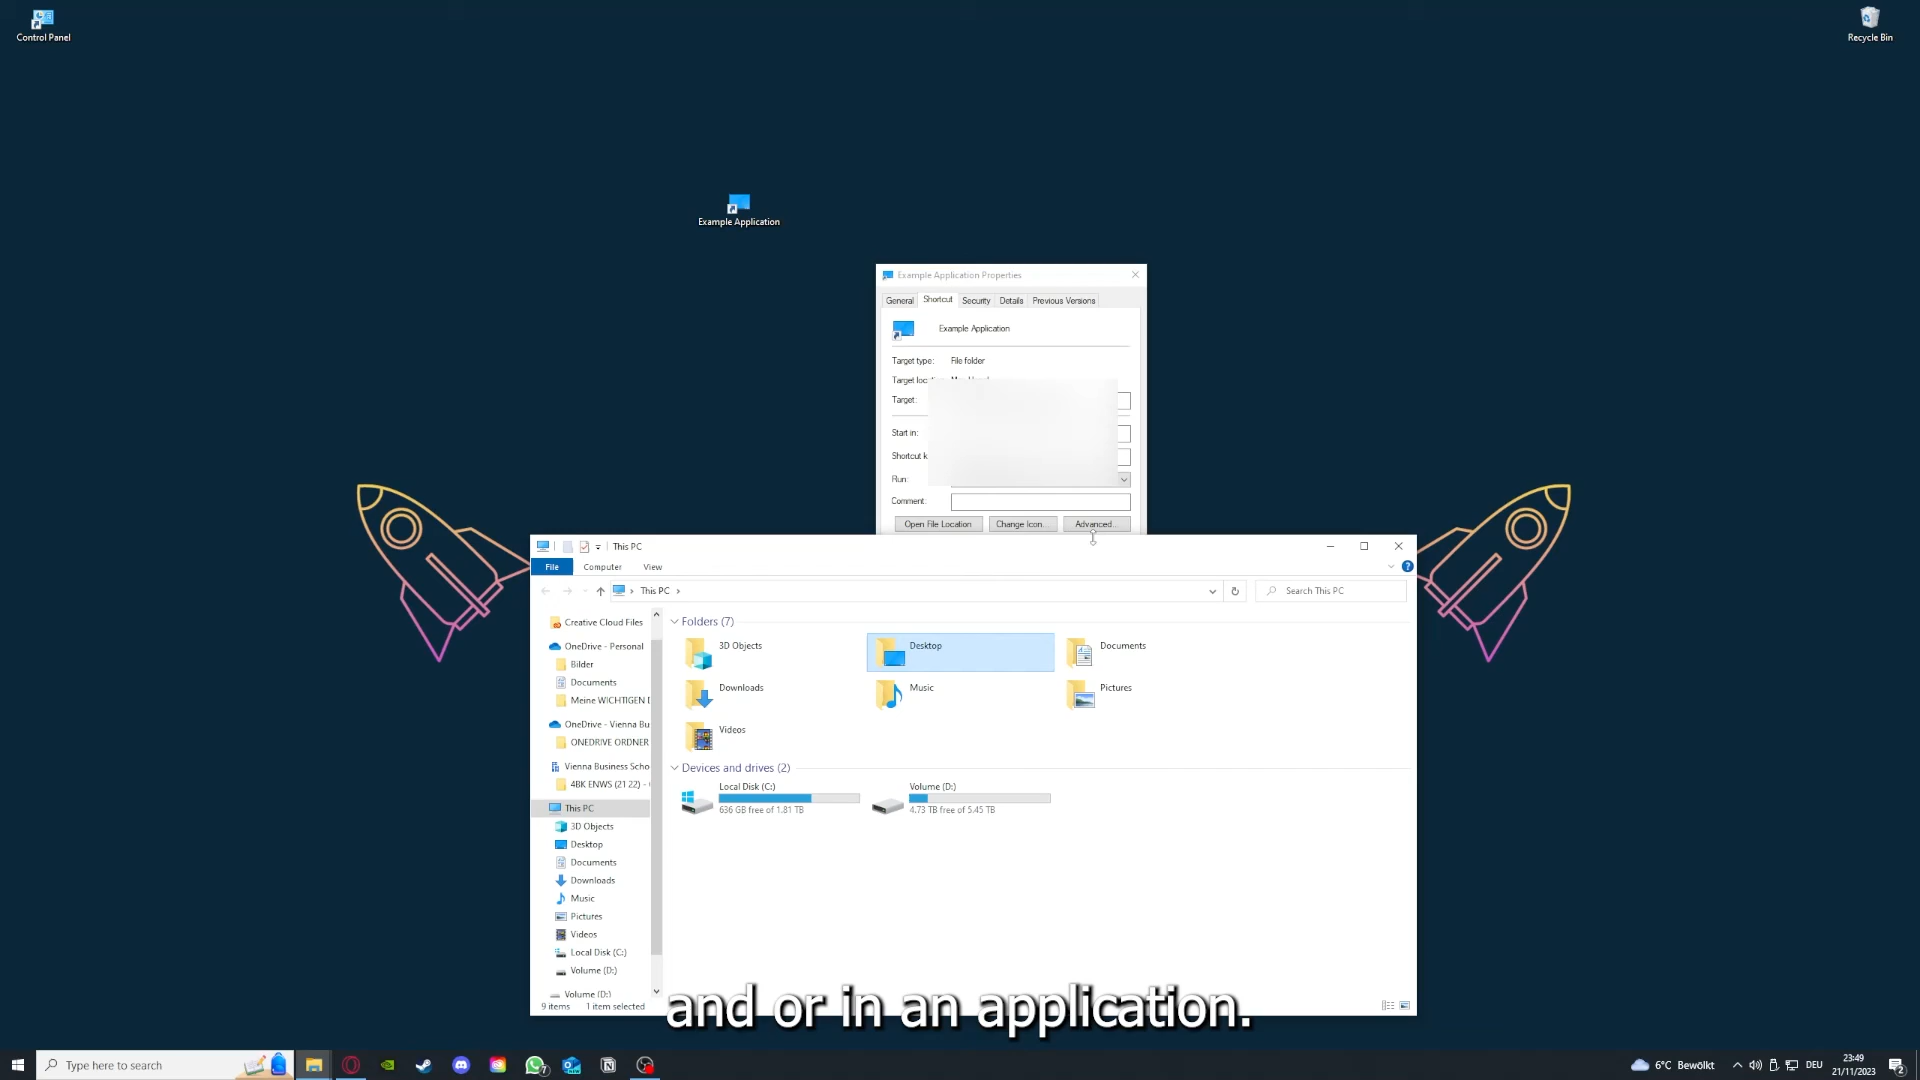 Control Panel
Recycle Bin
Example Application
Example Application Properties
General Shortcut Security Details Previous Versions
Example Application
Target type: File folder
Target
Target:
Start in:
Shortcut k
Run:
Comment:
Open File Location Change Icon... Advanced...
This PC
File Computer View
This PC
Search This PC
Creative Cloud Files
OneDrive - Personal
Bilder
Documents
Meine WICHTIGEN
OneDrive - Vienna Bu
ONEDRIVE ORDNER
Vienna Business Scho
4BK ENWS (21 22) -
This PC
3D Objects
Desktop
Documents
Downloads
Music
Pictures
Videos
Local Disk (C:)
Volume (D:)
Volume (D:)
Folders (7)
3D Objects Desktop Documents
Downloads Music Pictures
Videos
Devices and drives (2)
Local Disk (C:) Volume (D:)
636 GB free of 1.81 TB 4.73 TB free of 5.45 TB
9 items 1 item selected
and or in an application.
Type here to search
7
6°C Bewölkt
DEU
23:49
21/11/2023
2